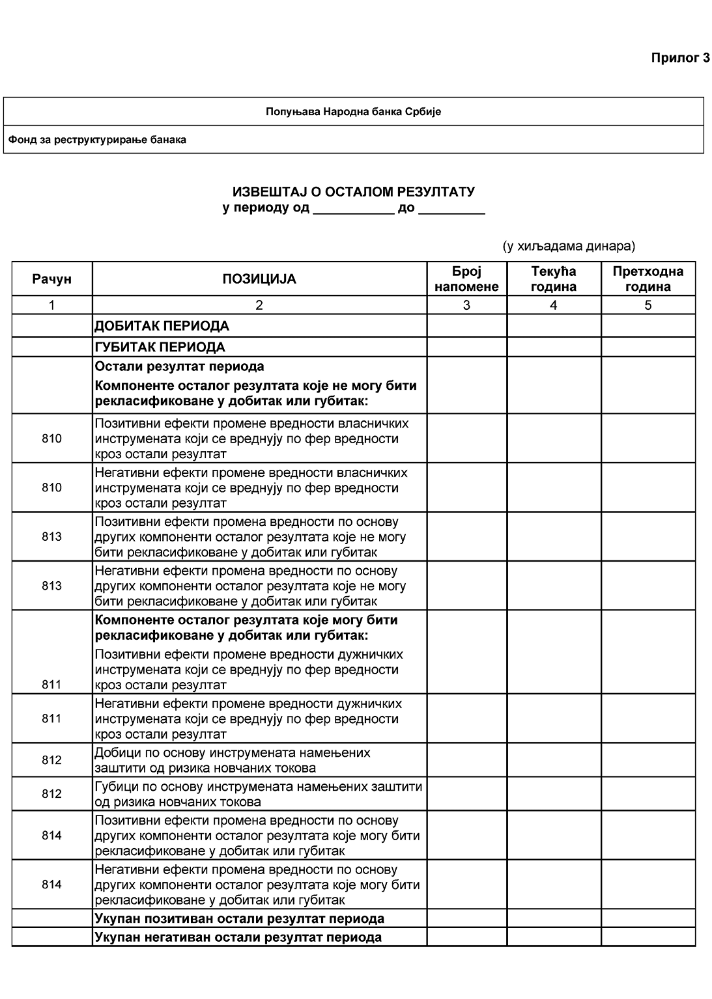 Прилог 3
Попуњава Народна банка Србије
Фонд за реструктурирање банака
ИЗВЕШТАЈ О ОСТАЛОМ РЕЗУЛТАТУ
у периоду од ___________ до _________
(у хиљадама динара)
Рачун ПОЗИЦИЈА Број напомене Текућа година Претходна година
1 2 3 4 5
ДОБИТАК ПЕРИОДА
ГУБИТАК ПЕРИОДА
Остали резултат периода
Компоненте осталог резултата које не могу бити
рекласификоване у добитак или губитак:
Позитивни ефекти промене вредности власничких
810 инструмената који се вреднују по фер вредности
кроз остали резултат
Негативни ефекти промене вредности власничких
810 инструмената који се вреднују по фер вредности
кроз остали резултат
Позитивни ефекти промена вредности по основу
813 других компоненти осталог резултата које не могу
бити рекласификоване у добитак или губитак
Негативни ефекти промена вредности по основу
813 других компоненти осталог резултата које не могу
бити рекласификоване у добитак или губитак
Компоненте осталог резултата које могу бити
рекласификоване у добитак или губитак:
Позитивни ефекти промене вредности дужничких
инструмената који се вреднују по фер вредности
811 кроз остали резултат
Негативни ефекти промене вредности дужничких
811 инструмената који се вреднују по фер вредности
кроз остали резултат
812 Добици по основу инструмената намењених
заштити од ризика новчаних токова
812 Губици по основу инструмената намењених заштити
од ризика новчаних токова
Позитивни ефекти промена вредности по основу
814 других компоненти осталог резултата које могу бити
рекласификоване у добитак или губитак
Негативни ефекти промена вредности по основу
814 других компоненти осталог резултата које могу бити
рекласификоване у добитак или губитак
Укупан позитиван остали резултат периода
Укупан негативан остали резултат периода